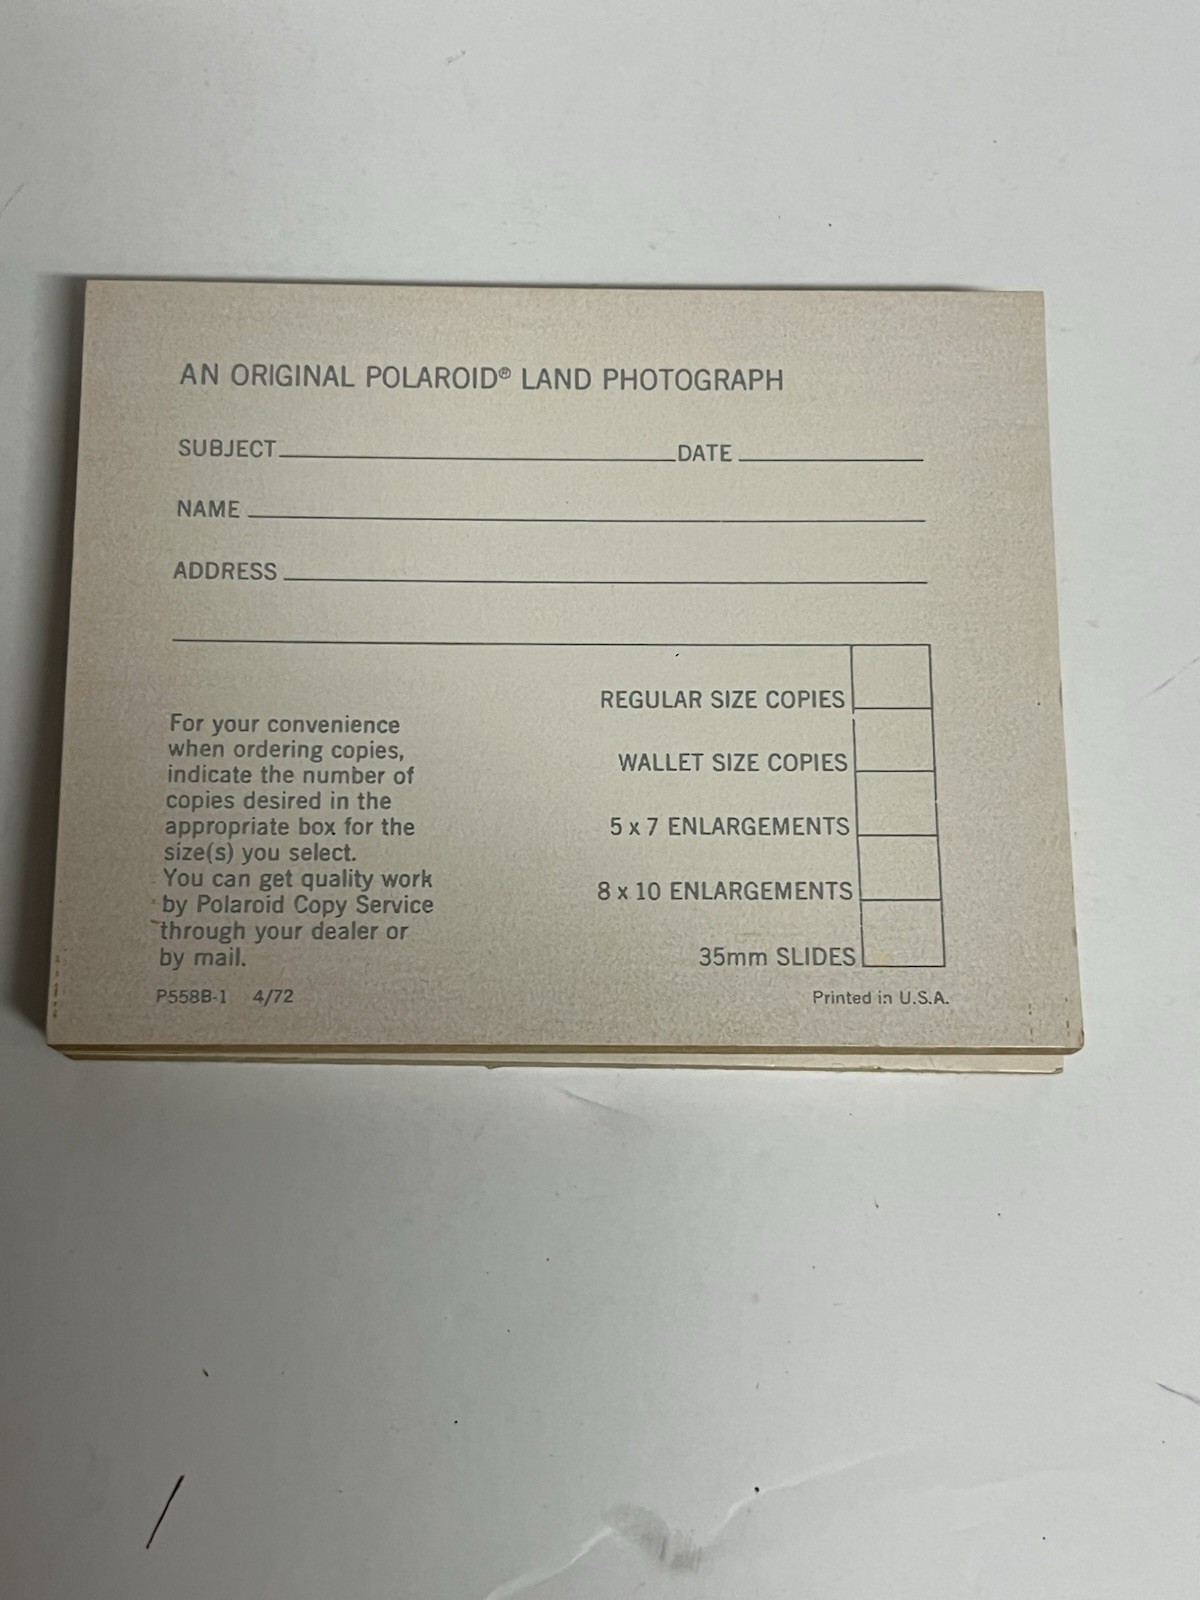 AN ORIGINAL POLAROID® LAND PHOTOGRAPH
SUBJECT DATE
NAME
ADDRESS
REGULAR SIZE COPIES
WALLET SIZE COPIES
5 x 7 ENLARGEMENTS
8 x 10 ENLARGEMENTS
35mm SLIDES
For your convenience
when ordering copies,
indicate the number of
copies desired in the
appropriate box for the
size(s) you select.
You can get quality work
by Polaroid Copy Service
through your dealer or
by mail.
P558B-1 4/72
Printed in U.S.A.